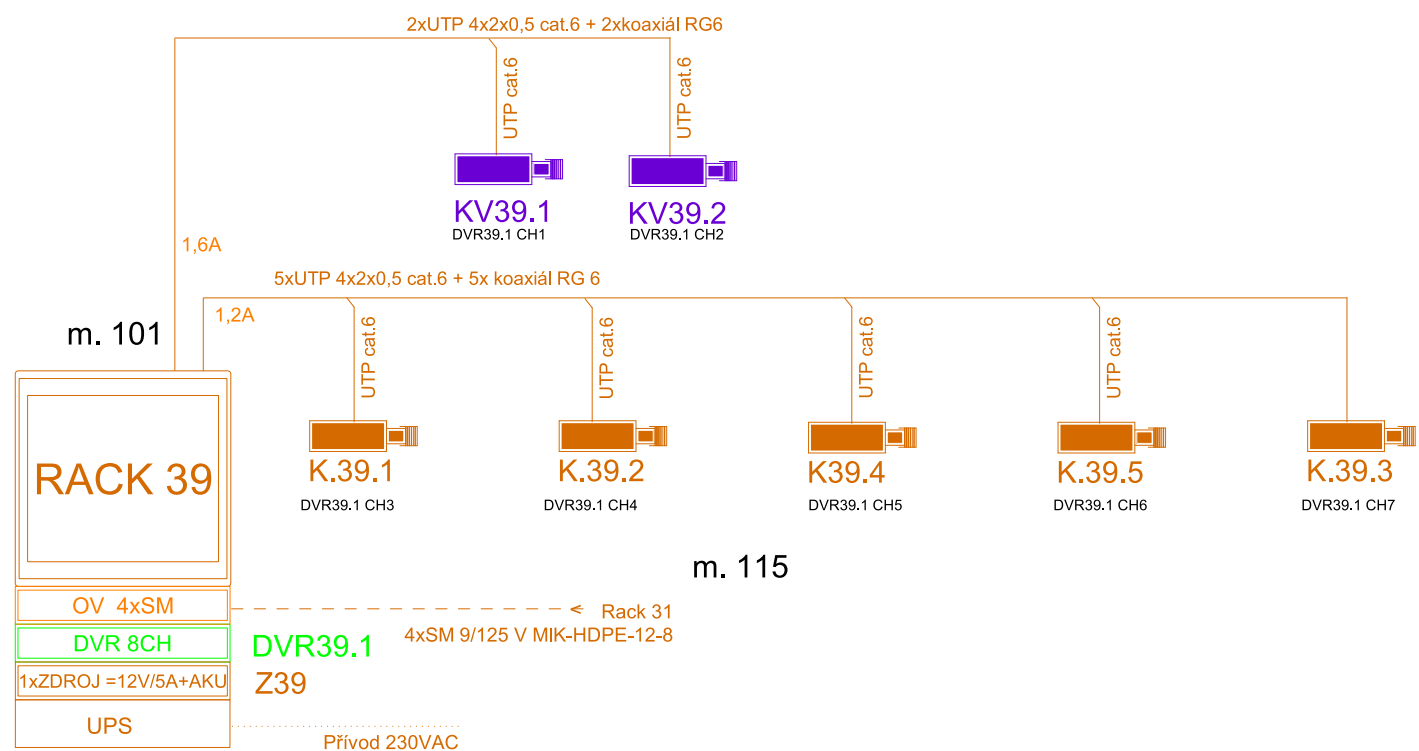 2xUTP 4x2x0,5 cat.6 + 2xkoaxiál RG6
UTP cat.6
UTP cat.6
KV39.1
KV39.2
DVR39.1 CH1
DVR39.1 CH2
1,6A
5xUTP 4x2x0,5 cat.6 + 5x koaxiál RG 6
1,2A
m. 101
UTP cat.6
UTP cat.6
UTP cat.6
UTP cat.6
RACK 39
K.39.1
K.39.2
K39.4
K.39.5
K.39.3
DVR39.1 CH3
DVR39.1 CH4
DVR39.1 CH5
DVR39.1 CH6
DVR39.1 CH7
m. 115
OV 4xSM
Rack 31
4xSM 9/125 V MIK-HDPE-12-8
DVR 8CH
DVR39.1
1xZDROJ =12V/5A+AKU
Z39
UPS
Přívod 230VAC